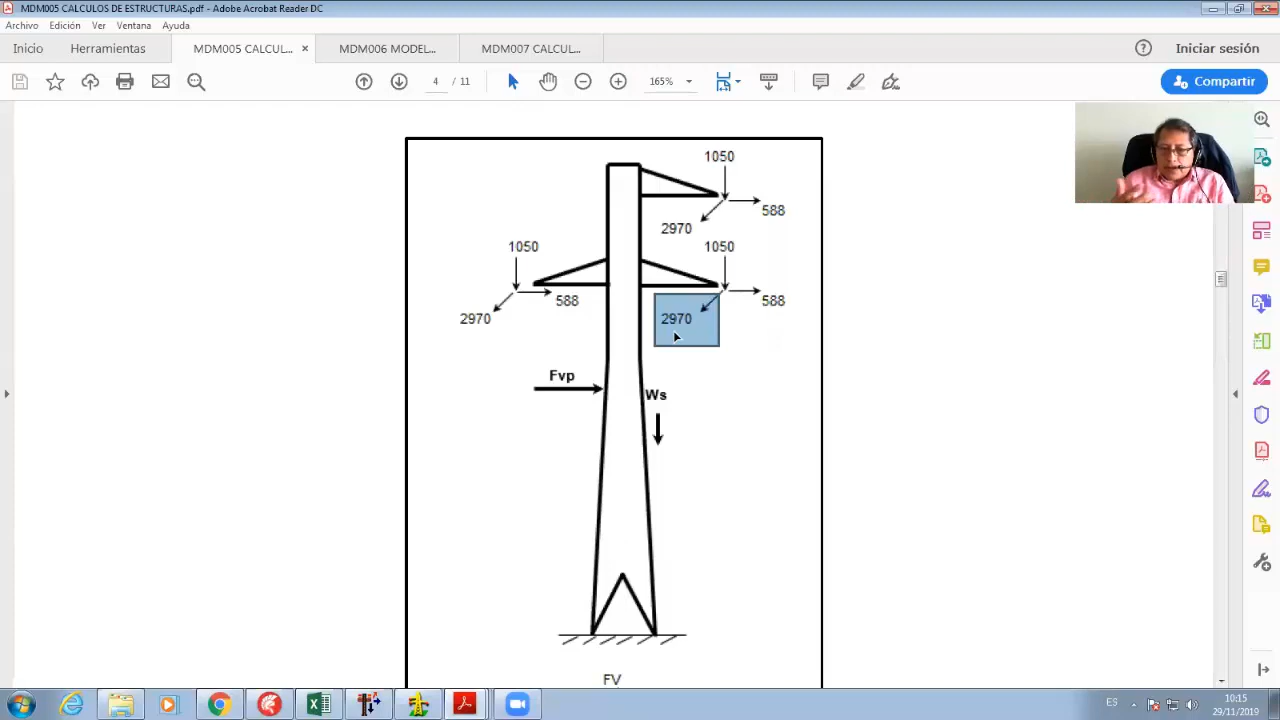 MDM005 CALCULOS DE ESTRUCTURAS.pdf - Adobe Acrobat Reader DC
Archivo Edición Ver Ventana Ayuda
Inicio Herramientas MDM005 CALCU... × MDM006 MODEL... MDM007 CALCUL... Iniciar sesión
4 / 11 165% Compartir
1050
588
2970
1050 1050
588 588
2970 2970
Fvp
Ws
FV
ES 10:15
29/11/2019